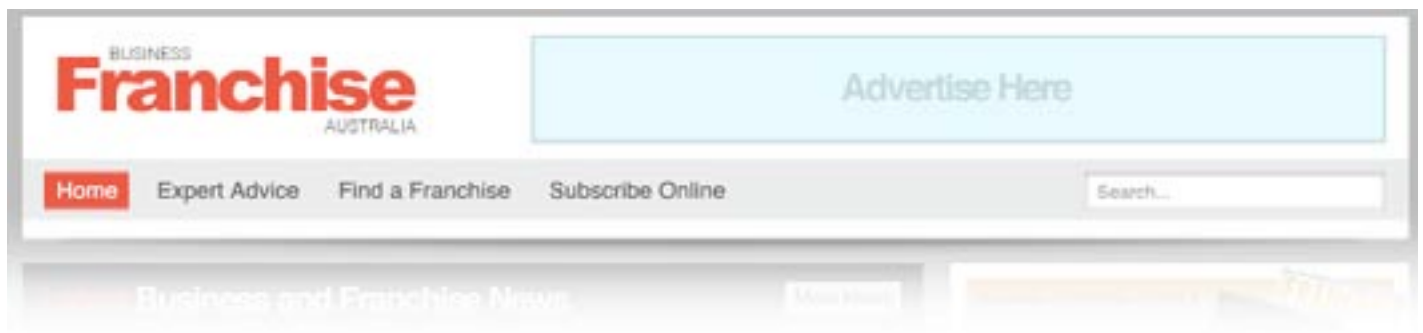 BUSINESS
Franchise
AUSTRALIA
Advertise Here
Home Expert Advice Find a Franchise Subscribe Online Search...
Business and Franchise News